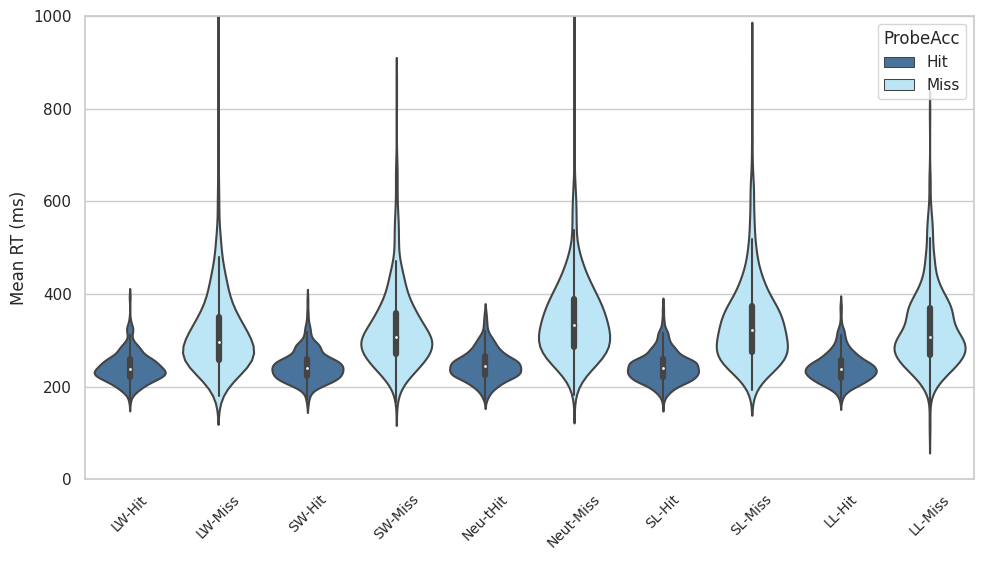 1000
800
600
400
200
0
Mean RT (ms)
ProbeAcc
Hit
Miss
LW-Hit
LW-Miss
SW-Hit
SW-Miss
Neu-tHit
Neut-Miss
SL-Hit
SL-Miss
LL-Hit
LL-Miss